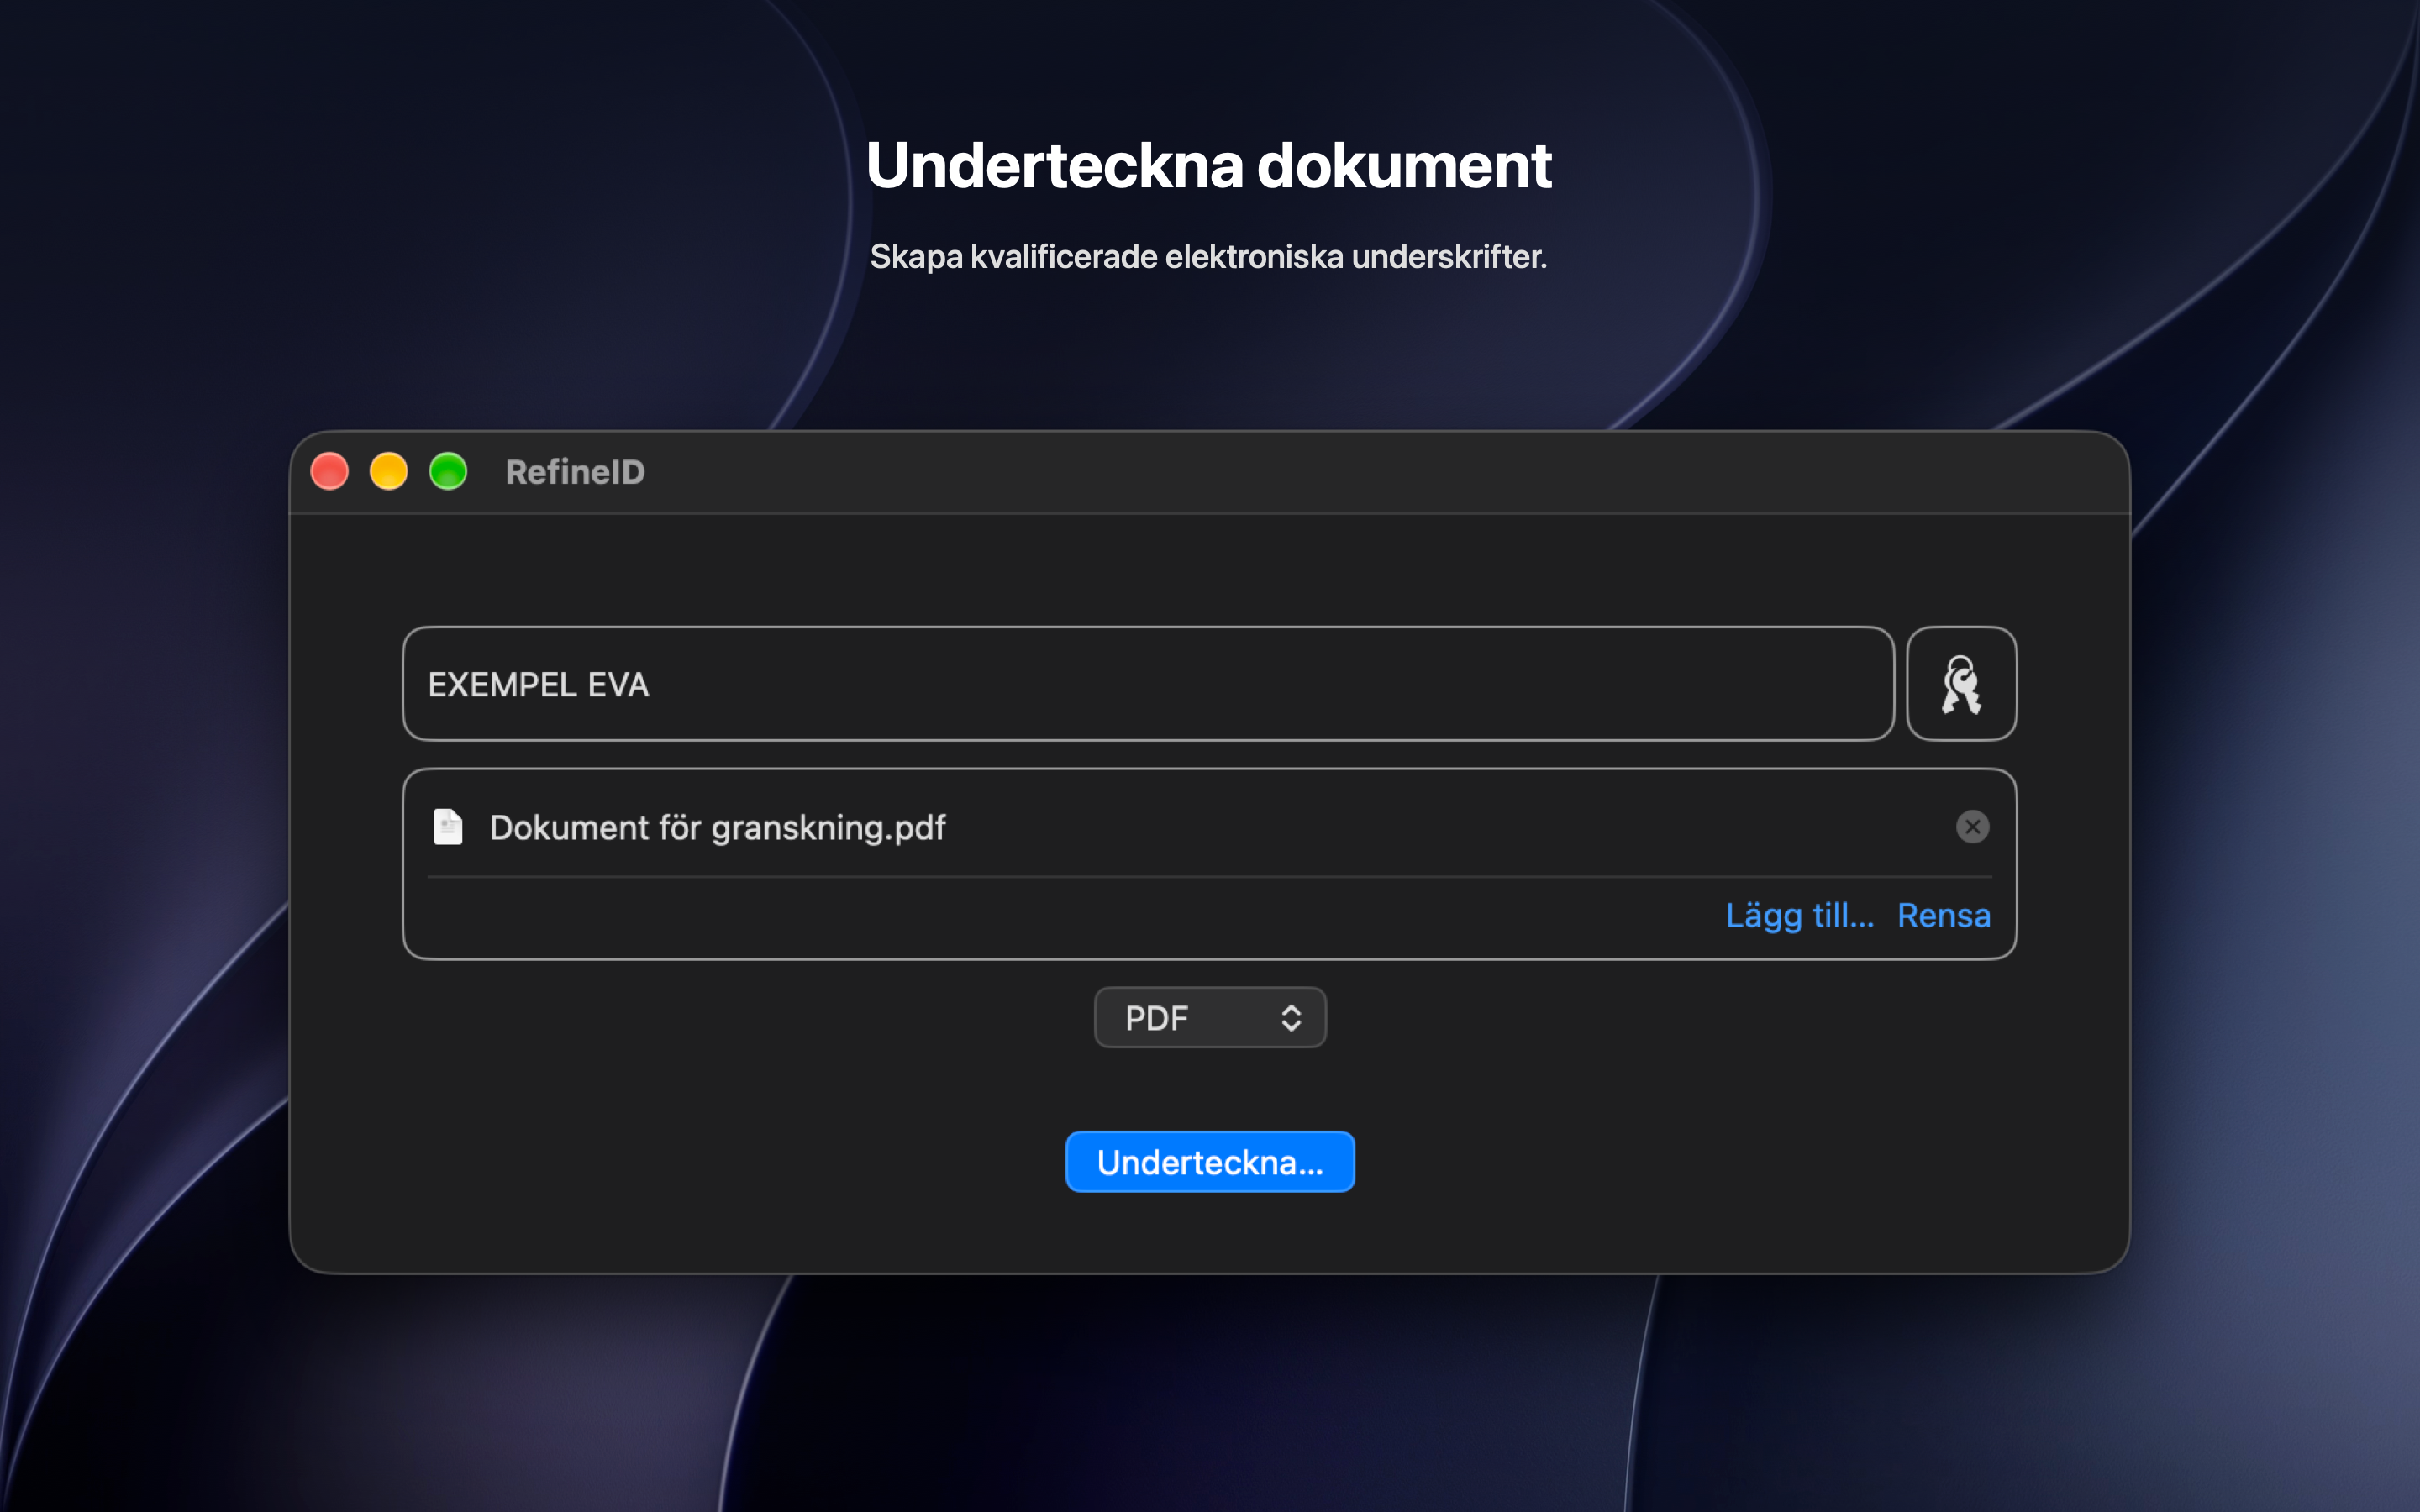 Underteckna dokument
Skapa kvalificerade elektroniska underskrifter.
RefineID
EXEMPEL EVA
Dokument för granskning.pdf
Lägg till... Rensa
PDF
Underteckna...